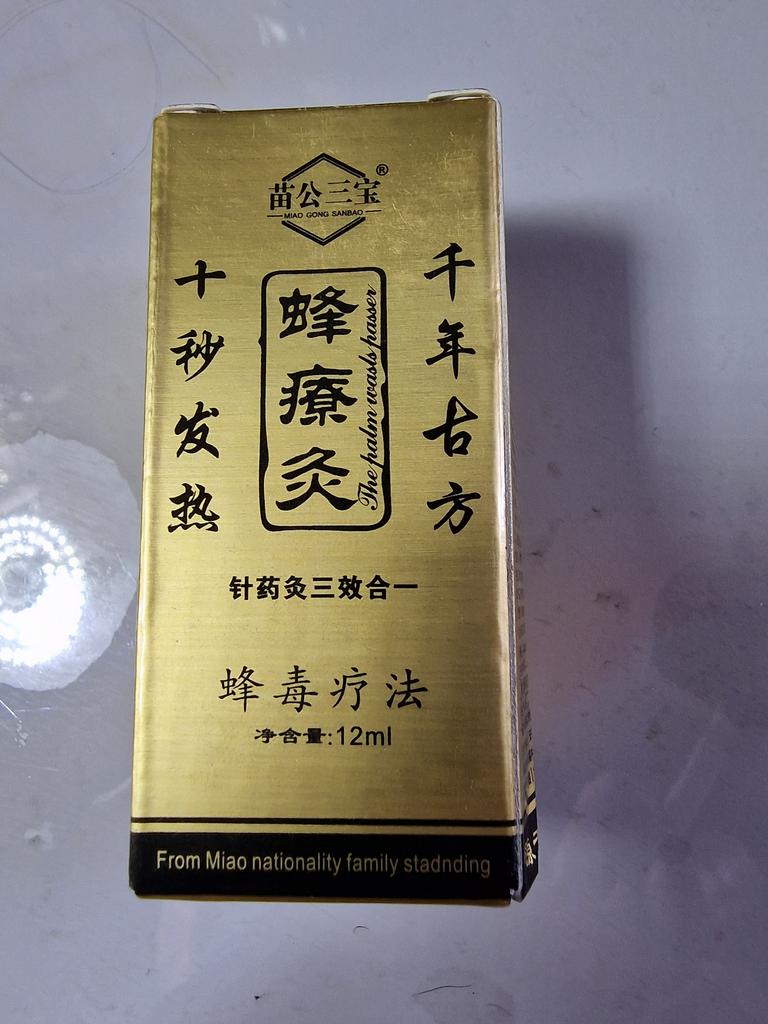 苗公三宝®
MIAO GONG SANBAO
千年古方
蜂療灸
The palm wasls passer
十秒发热
针药灸三效合一
蜂毒疗法
净含量:12ml
From Miao nationality family stadnding